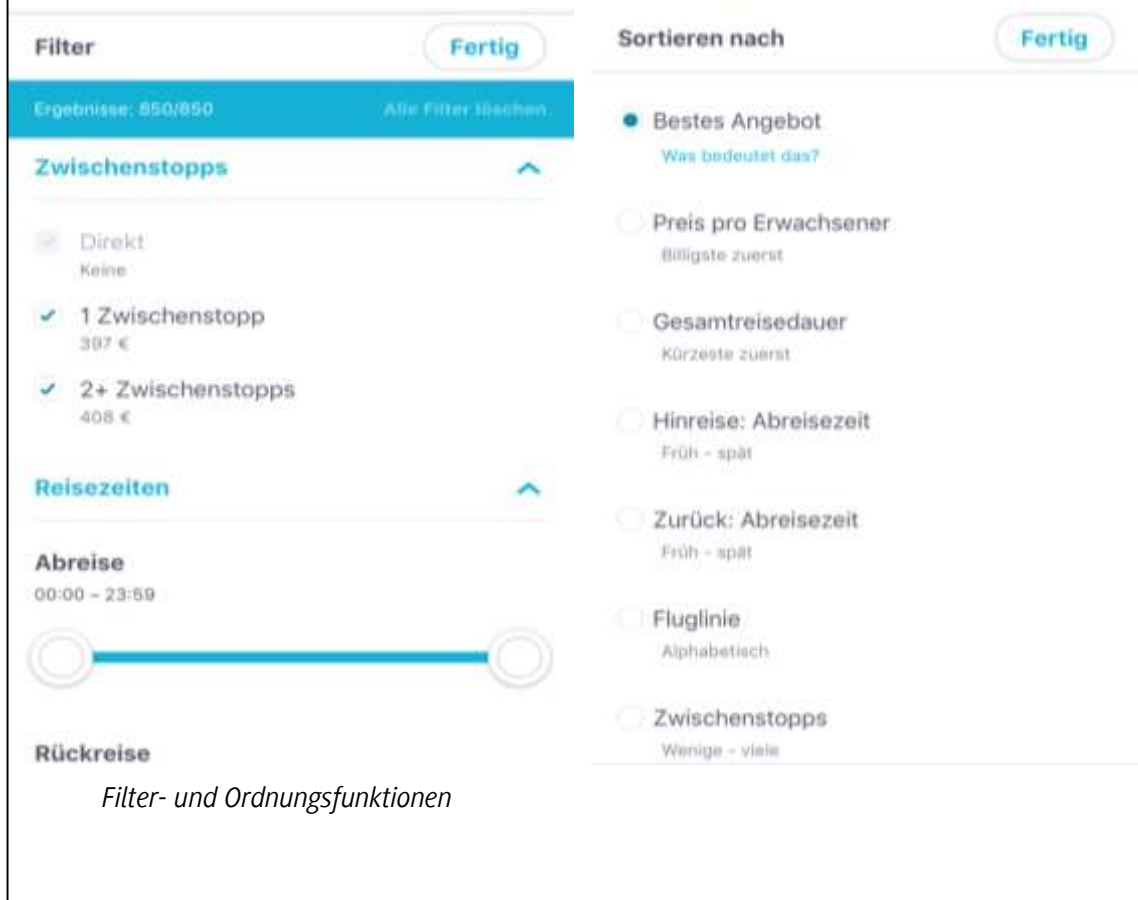 Filter
Fertig
Ergebnisse: 850/850
Alle Filter löschen
Zwischenstopps
Direkt
Keine
1 Zwischenstopp
397 €
2+ Zwischenstopps
408 €
Reisezeiten
Abreise
00:00 – 23:59
Rückreise
Sortieren nach
Fertig
Bestes Angebot
Was bedeutet das?
Preis pro Erwachsener
Billigste zuerst
Gesamtreisedauer
Kürzeste zuerst
Hinreise: Abreisezeit
Früh – spät
Zurück: Abreisezeit
Früh – spät
Fluglinie
Alphabetisch
Zwischenstopps
Wenige – viele
Filter- und Ordnungsfunktionen